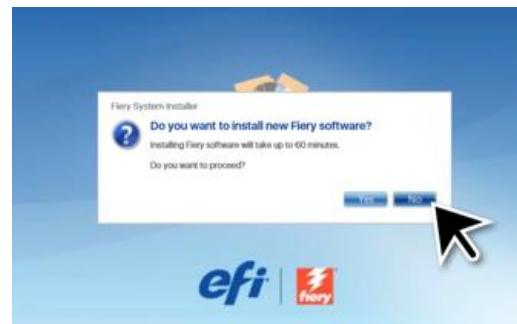 Fiery System Installer
Do you want to install new Fiery software?
Installing Fiery software will take up to 60 minutes.
Do you want to proceed?
Yes No
efi fiery